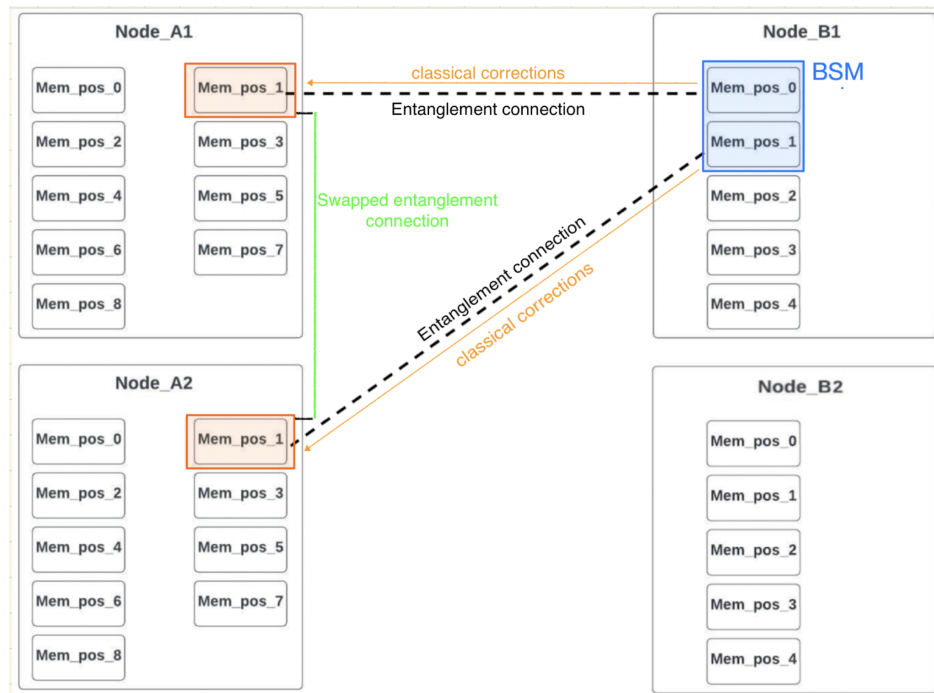 Node_A1
Node_B1
classical corrections
BSM
Mem_pos_0
Mem_pos_1
Mem_pos_0
Entanglement connection
Mem_pos_2
Mem_pos_3
Mem_pos_1
Mem_pos_4
Mem_pos_5
Swapped entanglement
connection
Mem_pos_2
Mem_pos_6
Mem_pos_7
Entanglement connection
classical corrections
Mem_pos_3
Mem_pos_8
Mem_pos_4
Node_A2
Node_B2
Mem_pos_0
Mem_pos_1
Mem_pos_0
Mem_pos_2
Mem_pos_3
Mem_pos_1
Mem_pos_4
Mem_pos_5
Mem_pos_2
Mem_pos_6
Mem_pos_7
Mem_pos_3
Mem_pos_8
Mem_pos_4